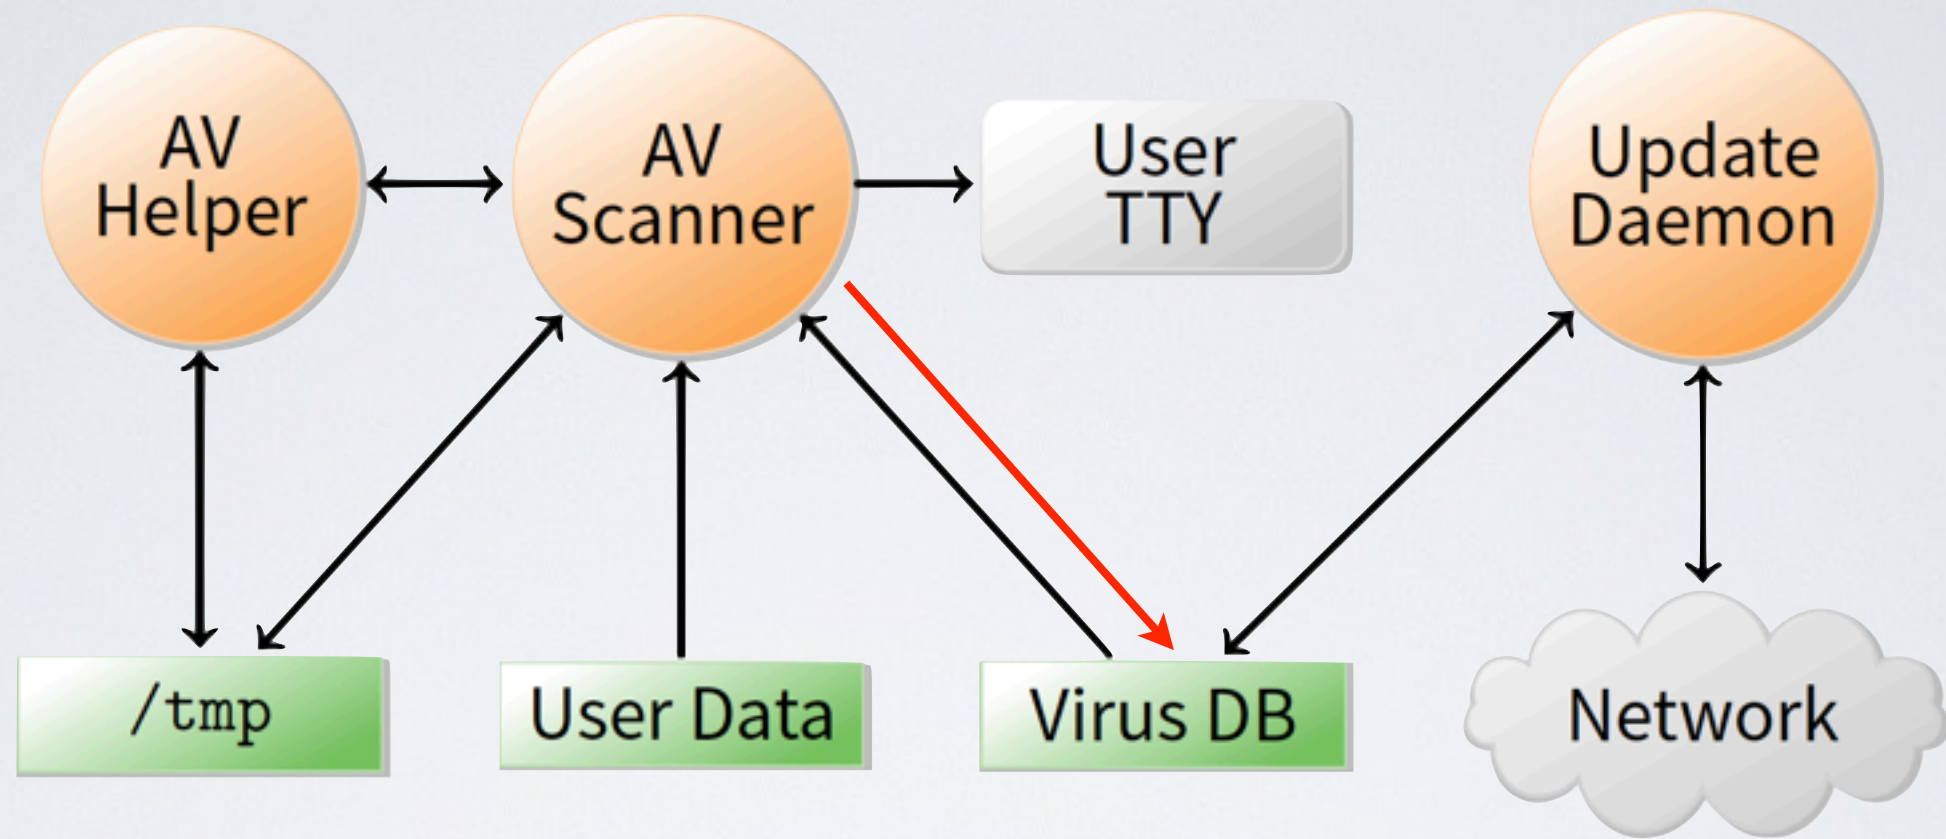 AV
Helper
AV
Scanner
User
TTY
Update
Daemon
/tmp
User Data
Virus DB
Network